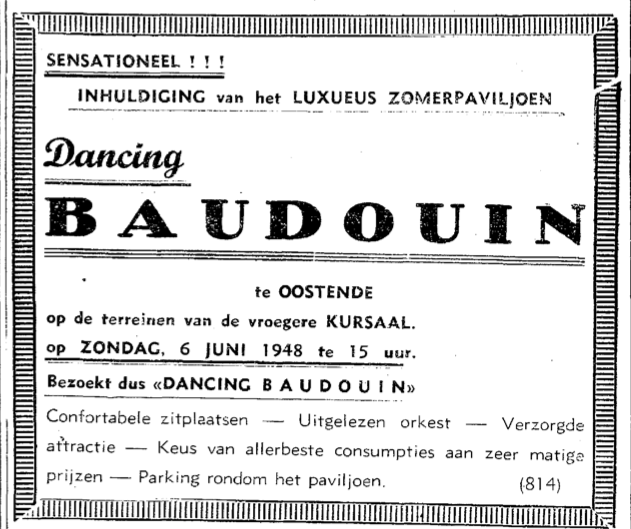 SENSATIONEEL ! ! !
INHULDIGING van het LUXUEUS ZOMERPAVILJOEN
Dancing
BAUDOUIN
te OOSTENDE
op de terreinen van de vroegere KURSAAL.
op ZONDAG, 6 JUNI 1948 te 15 uur.
Bezoekt dus «DANCING B A U D O U I N»
Confortabele zitplaatsen — Uitgelezen orkest — Verzorgde
attractie — Keus van allerbeste consumpties aan zeer matige
prijzen — Parking rondom het paviljoen. (814)